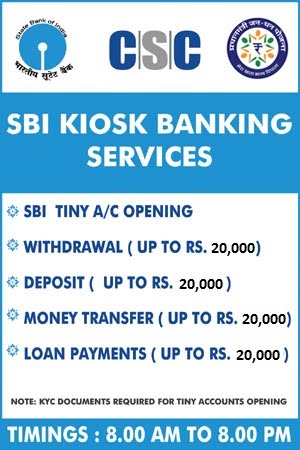 State Bank of India
भारतीय स्टेट बैंक
CSC
प्रधानमंत्री जन-धन योजना
SBI KIOSK BANKING
SERVICES
SBI TINY A/C OPENING
WITHDRAWAL ( UP TO RS. 20,000)
DEPOSIT ( UP TO RS. 20,000 )
MONEY TRANSFER ( UP TO RS. 20,000)
LOAN PAYMENTS ( UP TO RS. 20,000 )
NOTE: KYC DOCUMENTS REQUIRED FOR TINY ACCOUNTS OPENING
TIMINGS : 8.00 AM TO 8.00 PM